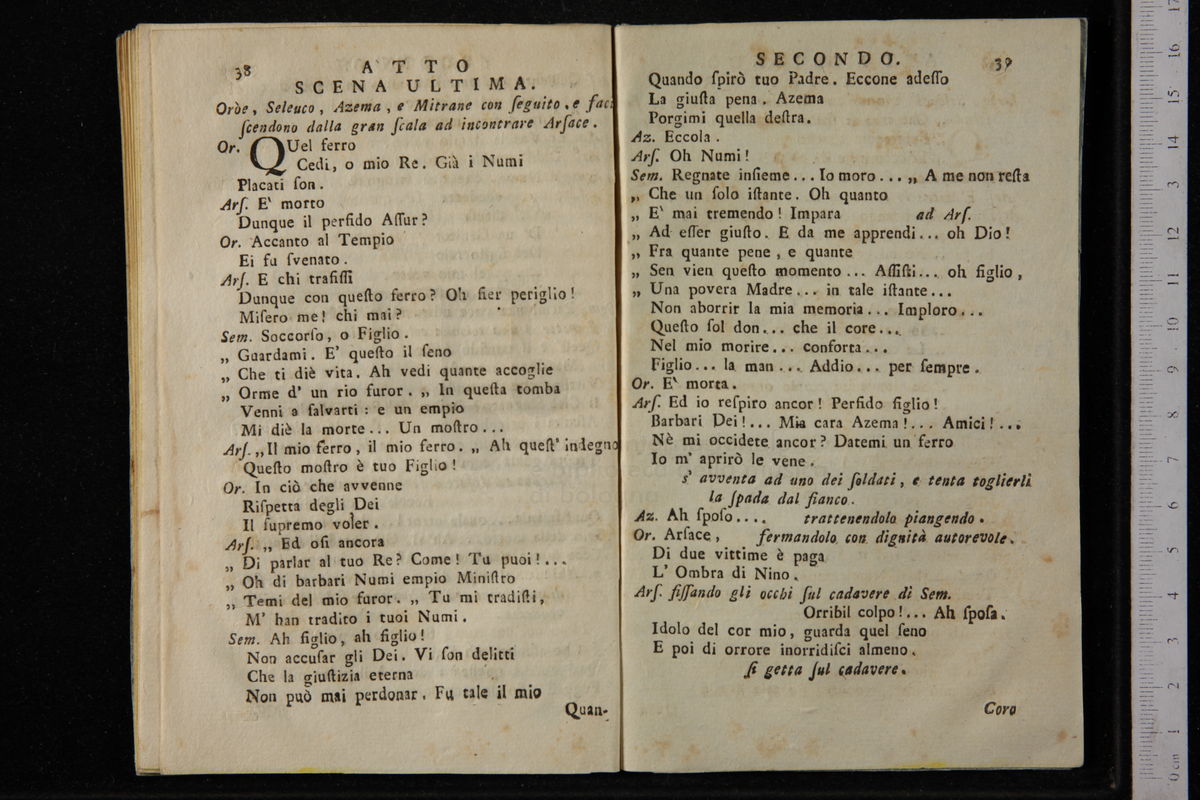 38
ATTO
SCENA ULTIMA.
Oròe, Seleuco, Azema, e Mitrane con ſeguito, e faci
ſcendono dalla gran ſcala ad incontrare Arſace.
Or. QUel ferro
Cedi, o mio Re. Già i Numi
Placati ſon.
Arſ. E' morto
Dunque il perfido Aſſur?
Or. Accanto al Tempio
Ei fu ſvenato.
Arſ. E chi trafiſſi
Dunque con queſto ferro? Oh fier periglio!
Miſero me! chi mai?
Sem. Soccorſo, o Figlio.
„ Guardami. E' queſto il ſeno
„ Che ti diè vita. Ah vedi quante accoglie
„ Orme d' un rio furor. „ In queſta tomba
Venni a ſalvarti: e un empio
Mi diè la morte... Un moſtro...
Arſ. „ Il mio ferro, il mio ferro. „ Ah queſt' indegno
Queſto moſtro è tuo Figlio!
Or. In ciò che avvenne
Riſpetta degli Dei
Il ſupremo voler.
Arſ. „ Ed oſi ancora
„ Di parlar al tuo Re? Come! Tu puoi!...
„ Oh di barbari Numi empio Miniſtro
„ Temi del mio furor. „ Tu mi tradiſti,
M' han tradito i tuoi Numi.
Sem. Ah figlio, ah figlio!
Non accuſar gli Dei. Vi ſon delitti
Che la giuſtizia eterna
Non può mai perdonar. Fu tale il mio
Quan-
SECONDO.
39
Quando ſpirò tuo Padre. Eccone adeſſo
La giuſta pena. Azema
Porgimi quella deſtra.
Az. Eccola.
Arſ. Oh Numi!
Sem. Regnate inſieme... Io moro... „ A me non reſta
„ Che un ſolo iſtante. Oh quanto
„ E' mai tremendo! Impara ad Arſ.
„ Ad eſſer giuſto. E da me apprendi... oh Dio!
„ Fra quante pene, e quante
„ Sen vien queſto momento... Aſſiſti... oh figlio,
„ Una povera Madre... in tale iſtante...
Non aborrir la mia memoria... Imploro...
Queſto ſol don... che il core...
Nel mio morire... conforta...
Figlio... la man... Addio... per ſempre.
Or. E' morta.
Arſ. Ed io reſpiro ancor! Perfido figlio!
Barbari Dei!... Mia cara Azema!... Amici!...
Nè mi occidete ancor? Datemi un ferro
Io m' aprirò le vene.
s' avventa ad uno dei ſoldati, e tenta toglierli
la ſpada dal fianco.
Az. Ah ſpoſo.... trattenendolo piangendo.
Or. Arſace, fermandolo con dignità autorevole.
Di due vittime è paga
L' Ombra di Nino.
Arſ. fiſſando gli occhi ſul cadavere di Sem.
Orribil colpo!... Ah ſpoſa.
Idolo del cor mio, guarda quel ſeno
E poi di orrore inorridiſci almeno.
ſi getta ſul cadavere.
Coro